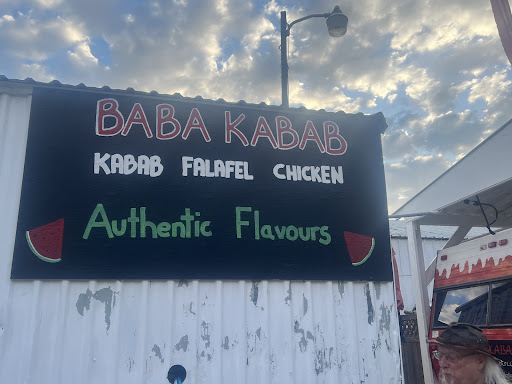 BABA KABAB
KABAB FALAFEL CHICKEN
Authentic Flavours